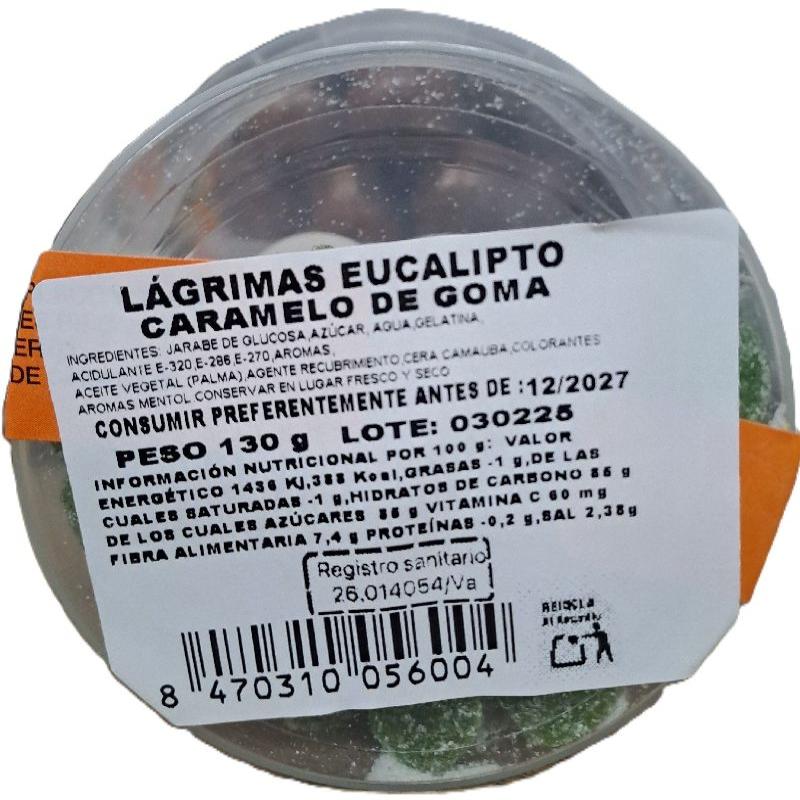 LÁGRIMAS EUCALIPTO
CARAMELO DE GOMA
INGREDIENTES: JARABE DE GLUCOSA,AZÚCAR, AGUA,GELATINA,
ACIDULANTE E-320,E-286,E-270,AROMAS,
ACEITE VEGETAL (PALMA),AGENTE RECUBRIMIENTO,CERA CAMAUBA,COLORANTES
AROMAS MENTOL CONSERVAR EN LUGAR FRESCO Y SECO
CONSUMIR PREFERENTEMENTE ANTES DE :12/2027
PESO 130 g LOTE: 030225
INFORMACIÓN NUTRICIONAL POR 100 g: VALOR
ENERGÉTICO 1436 KJ,388 Kcal,GRASAS -1 g,DE LAS
CUALES SATURADAS -1 g,HIDRATOS DE CARBONO 85 g
DE LOS CUALES AZÚCARES g VITAMINA C 60 mg
FIBRA ALIMENTARIA 7,4 g PROTEÍNAS -0,2 g,SAL 2,38g
Registro sanitario
26.014054/Va
RECICLA
8 470310 056004
ER
DE